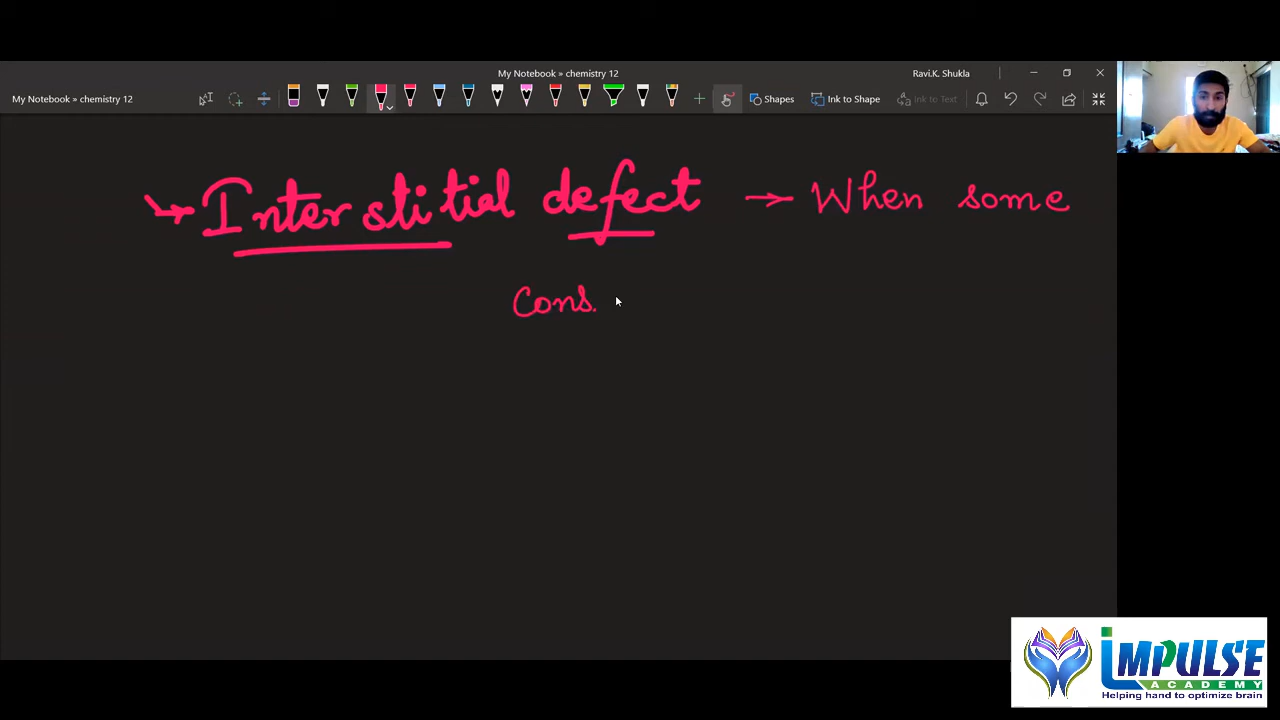 My Notebook » chemistry 12
Ravi.K. Shukla
My Notebook » chemistry 12
Shapes
Ink to Shape
Ink to Text
Interstitial defect → When some
Cons.
IMPULSE
ACADEMY
Helping hand to optimize brain